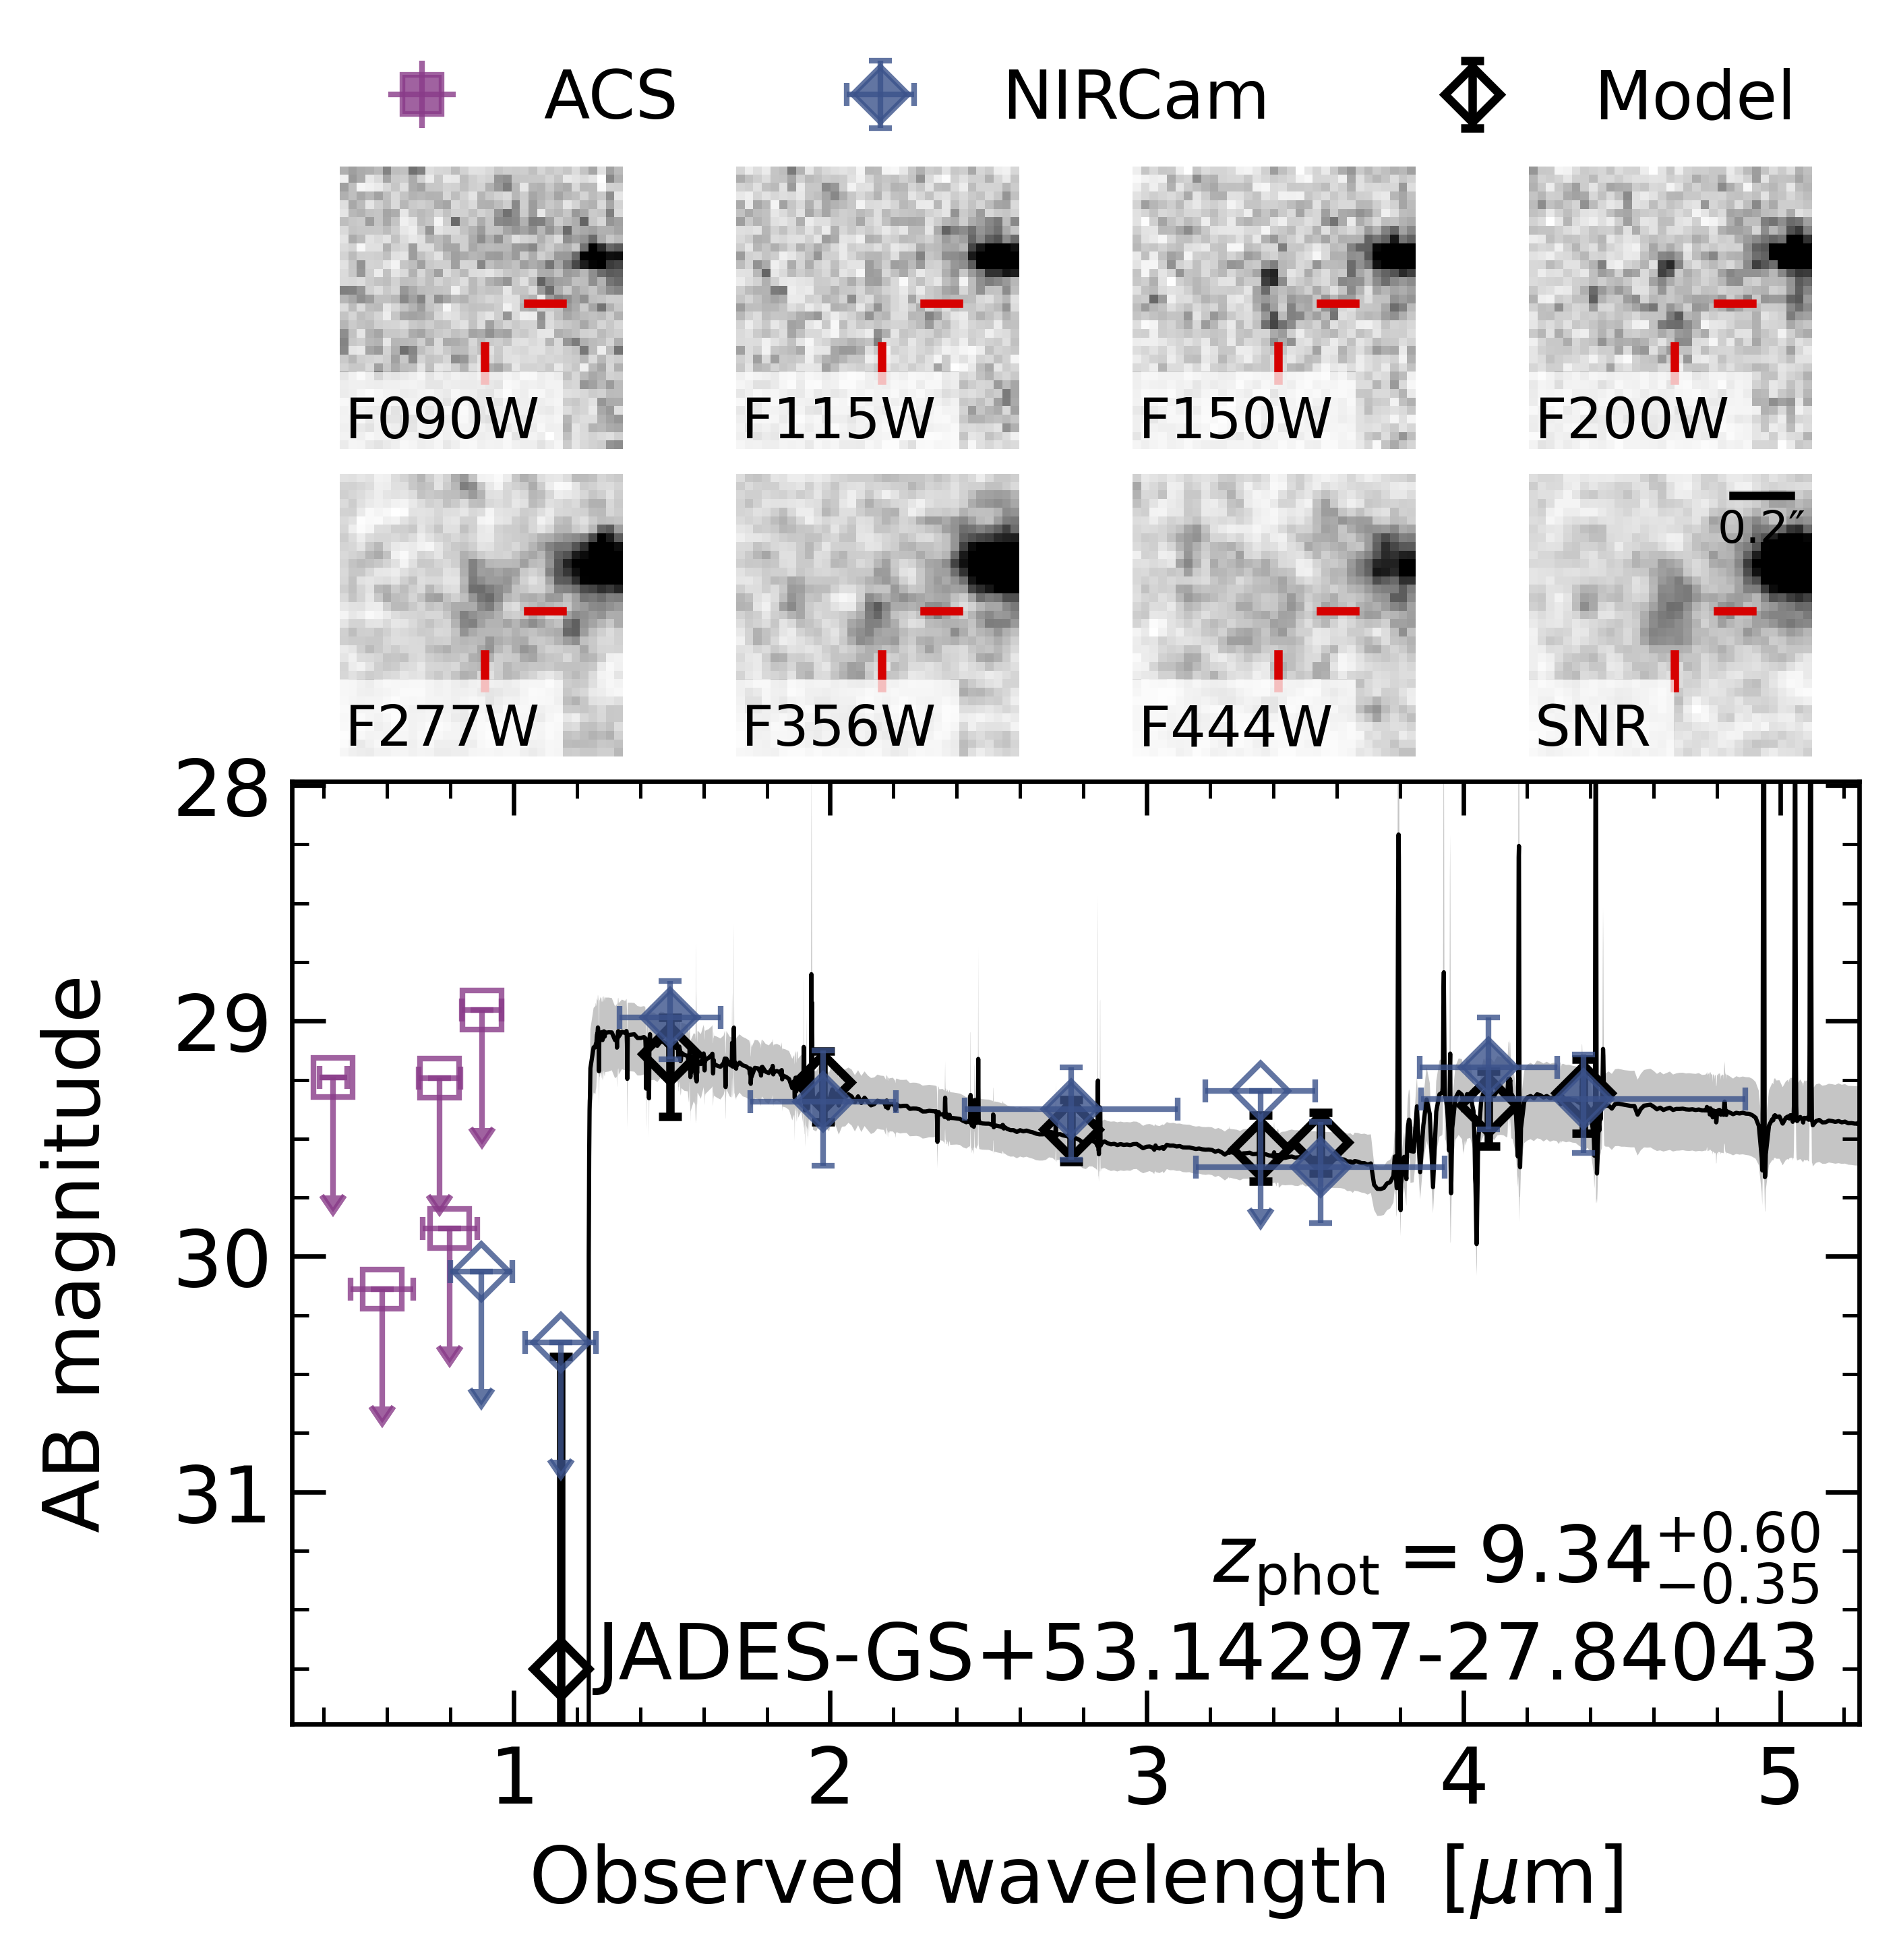 ACS NIRCam Model
F090W F115W F150W F200W
0.2″
F277W F356W F444W SNR
28
29
30
31
AB magnitude
z_phot = 9.34 +0.60 −0.35
JADES-GS+53.14297-27.84043
1 2 3 4 5
Observed wavelength [μm]